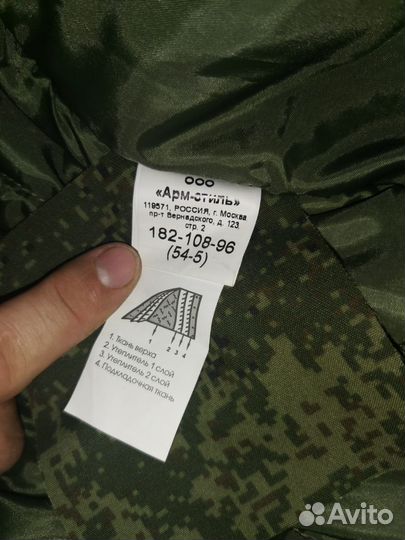 ООО
«Арм-стиль»
119571, РОССИЯ, г. Москва
пр-т Вернадского, д. 123,
стр. 2
182-108-96
(54-5)
1 2 3 4
1. Ткань верха
2. Утеплитель 1 слой
3. Утеплитель 2 слой
4. Подкладочная ткань
Avito